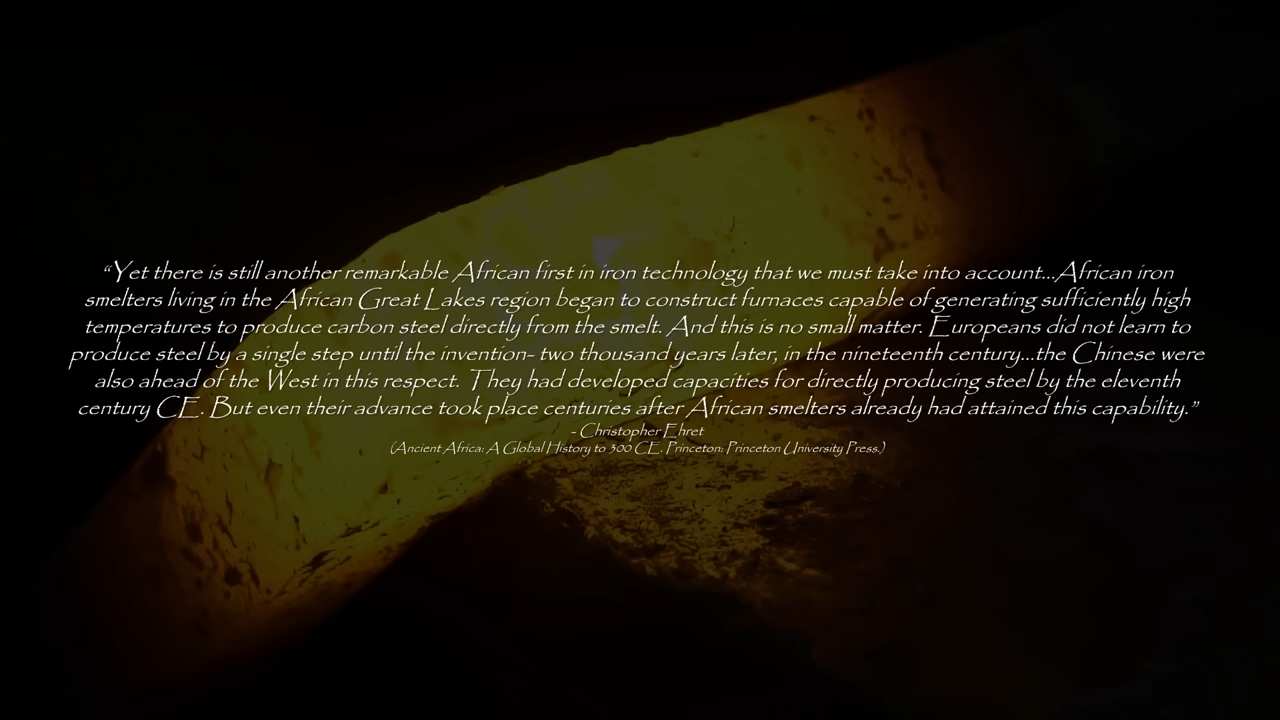 “Yet there is still another remarkable African first in iron technology that we must take into account...African iron
smelters living in the African Great Lakes region began to construct furnaces capable of generating sufficiently high
temperatures to produce carbon steel directly from the smelt. And this is no small matter. Europeans did not learn to
produce steel by a single step until the invention- two thousand years later, in the nineteenth century...the Chinese were
also ahead of the West in this respect. They had developed capacities for directly producing steel by the eleventh
century CE. But even their advance took place centuries after African smelters already had attained this capability.”
- Christopher Ehret
(Ancient Africa: A Global History to 300 CE. Princeton: Princeton University Press.)